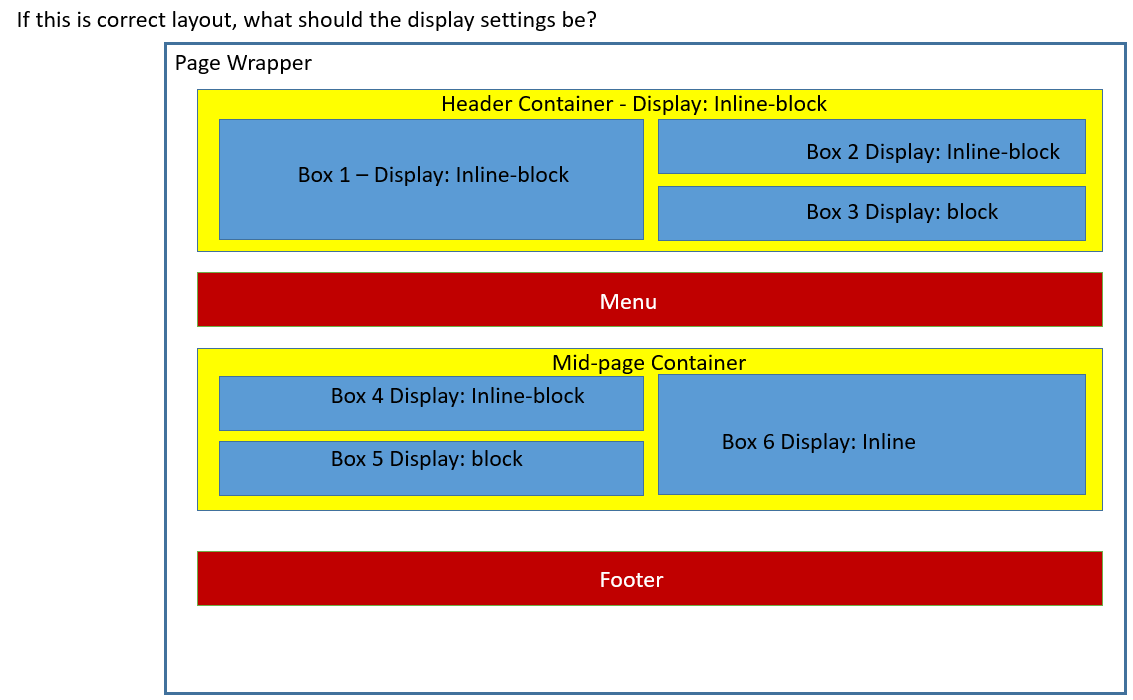 If this is correct layout, what should the display settings be?
Page Wrapper
Header Container - Display: Inline-block
Box 1 – Display: Inline-block
Box 2 Display: Inline-block
Box 3 Display: block
Menu
Mid-page Container
Box 4 Display: Inline-block
Box 5 Display: block
Box 6 Display: Inline
Footer